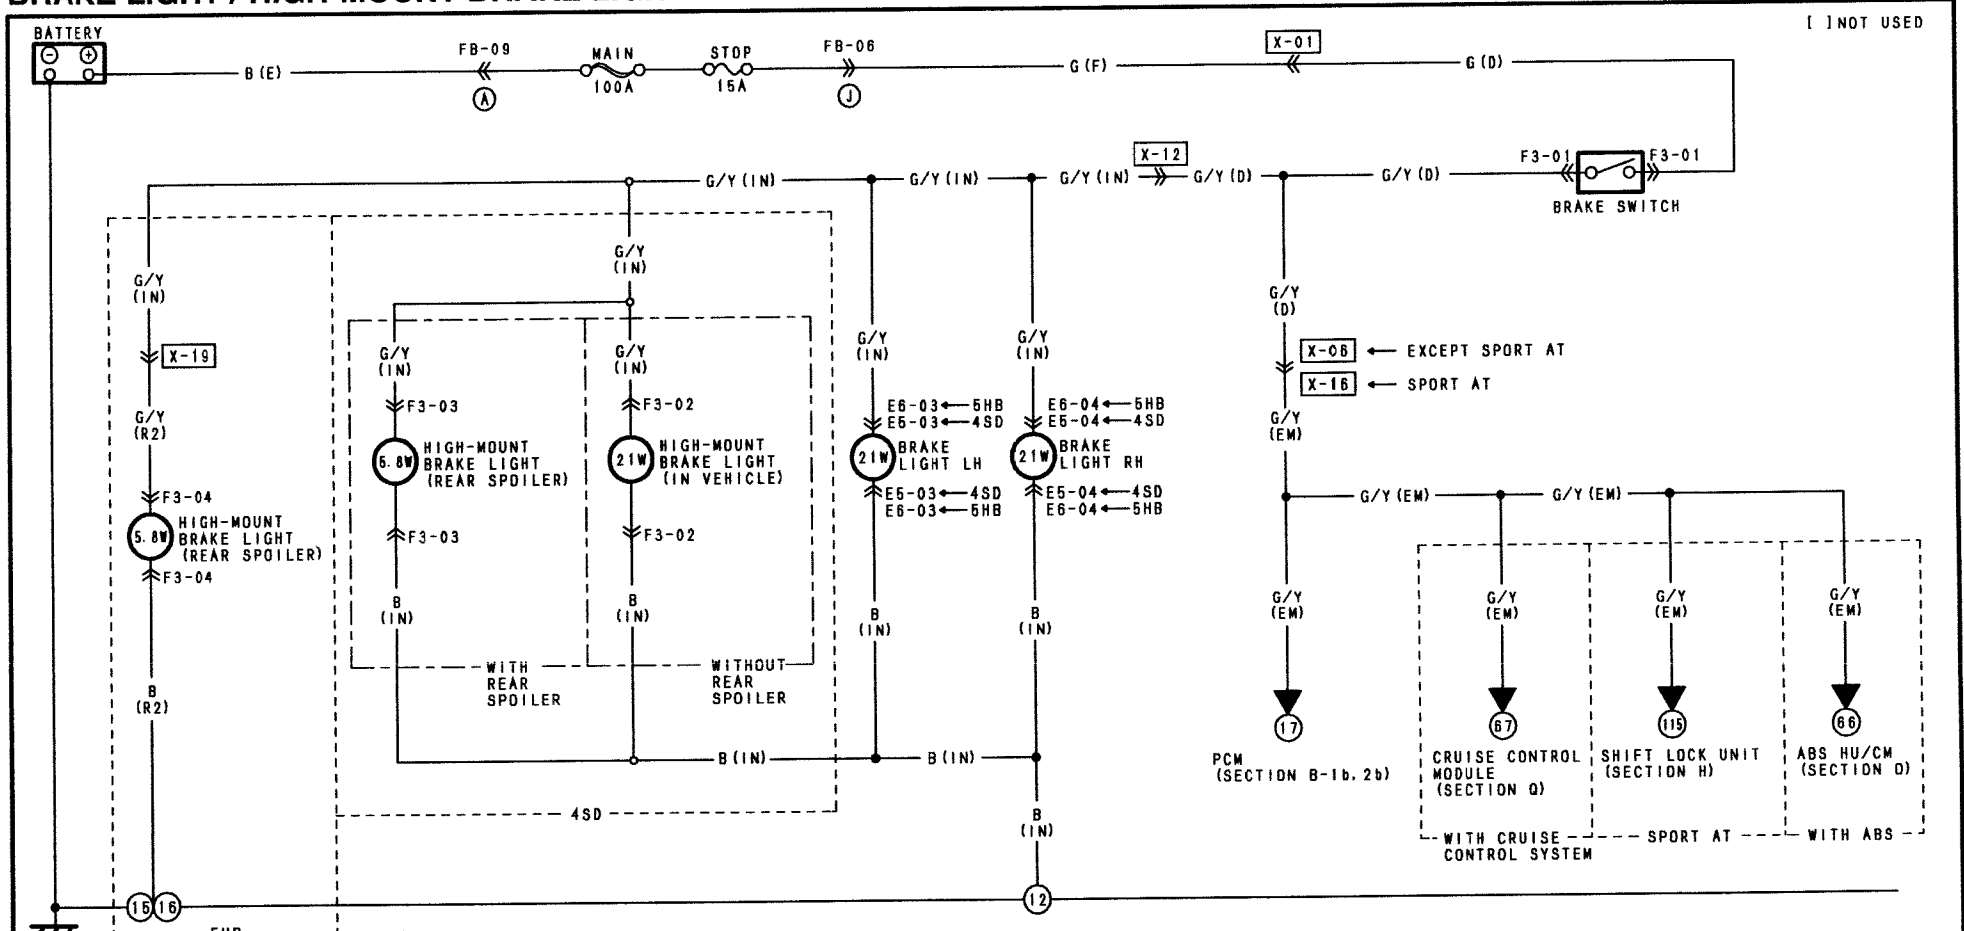 [ ]NOT USED
BATTERY
B(E)
FB-09
A
MAIN
100A
STOP
15A
FB-06
J
G(F)
X-01
G(D)
F3-01
F3-01
BRAKE SWITCH
G/Y(D)
G/Y(D)
X-12
G/Y(IN)
G/Y(IN)
G/Y(IN)
G/Y
(IN)
X-19
G/Y
(R2)
F3-04
5.8W
HIGH-MOUNT
BRAKE LIGHT
(REAR SPOILER)
F3-04
B
(R2)
G/Y
(IN)
G/Y
(IN)
F3-03
5.8W
HIGH-MOUNT
BRAKE LIGHT
(REAR SPOILER)
F3-03
B
(IN)
WITH
REAR
SPOILER
G/Y
(IN)
F3-02
21W
HIGH-MOUNT
BRAKE LIGHT
(IN VEHICLE)
F3-02
B
(IN)
WITHOUT
REAR
SPOILER
4SD
G/Y
(IN)
E6-03 ← 5HB
E5-03 ← 4SD
21W
BRAKE
LIGHT LH
E5-03 ← 4SD
E6-03 ← 5HB
B
(IN)
G/Y
(IN)
E6-04 ← 5HB
E5-04 ← 4SD
21W
BRAKE
LIGHT RH
E5-04 ← 4SD
E6-04 ← 5HB
B
(IN)
B(IN)
B(IN)
B
(IN)
G/Y
(D)
X-06 ← EXCEPT SPORT AT
X-16 ← SPORT AT
G/Y
(EM)
G/Y(EM)
G/Y(EM)
G/Y
(EM)
17
PCM
(SECTION B-1b,2b)
G/Y
(EM)
67
CRUISE CONTROL
MODULE
(SECTION Q)
WITH CRUISE
CONTROL SYSTEM
G/Y
(EM)
115
SHIFT LOCK UNIT
(SECTION H)
SPORT AT
G/Y
(EM)
66
ABS HU/CM
(SECTION O)
WITH ABS
15
16
12